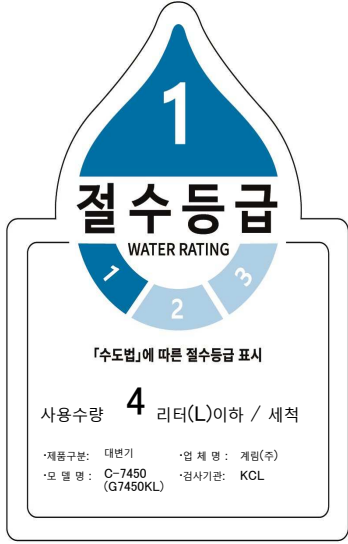 1
절수등급
WATER RATING
1 2 3
「수도법」에 따른 절수등급 표시
사용수량 4 리터(L)이하 / 세척
·제품구분: 대변기 ·업 체 명 : 계림(주)
·모 델 명 : C-7450 ·검사기관: KCL
(G7450KL)